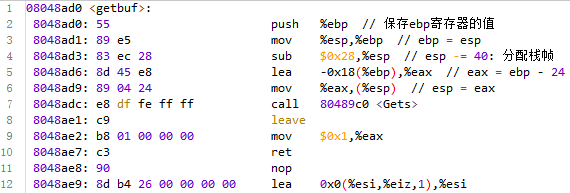 1 08048ad0 <getbuf>:
2 8048ad0: 55 push %ebp // 保存ebp寄存器的值
3 8048ad1: 89 e5 mov %esp,%ebp // ebp = esp
4 8048ad3: 83 ec 28 sub $0x28,%esp // esp -= 40: 分配栈帧
5 8048ad6: 8d 45 e8 lea -0x18(%ebp),%eax // eax = ebp - 24
6 8048ad9: 89 04 24 mov %eax,(%esp) // esp = eax
7 8048adc: e8 df fe ff ff call 80489c0 <Gets>
8 8048ae1: c9 leave
9 8048ae2: b8 01 00 00 00 mov $0x1,%eax
10 8048ae7: c3 ret
11 8048ae8: 90 nop
12 8048ae9: 8d b4 26 00 00 00 00 lea 0x0(%esi,%eiz,1),%esi